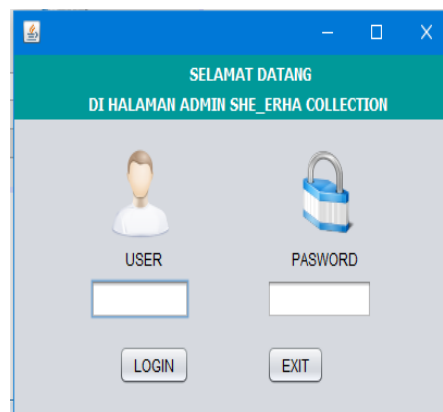 SELAMAT DATANG
DI HALAMAN ADMIN SHE_ERHA COLLECTION
USER PASWORD
LOGIN EXIT